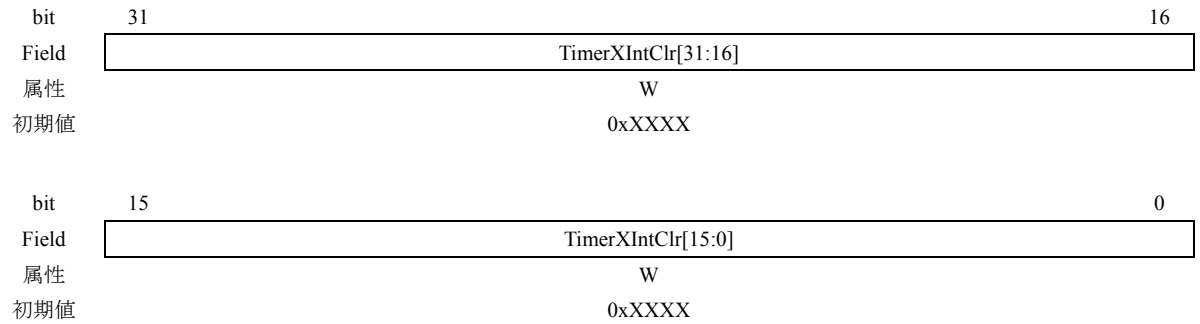 bit 31 16
Field TimerXIntClr[31:16]
属性 W
初期値 0xXXXX
bit 15 0
Field TimerXIntClr[15:0]
属性 W
初期値 0xXXXX